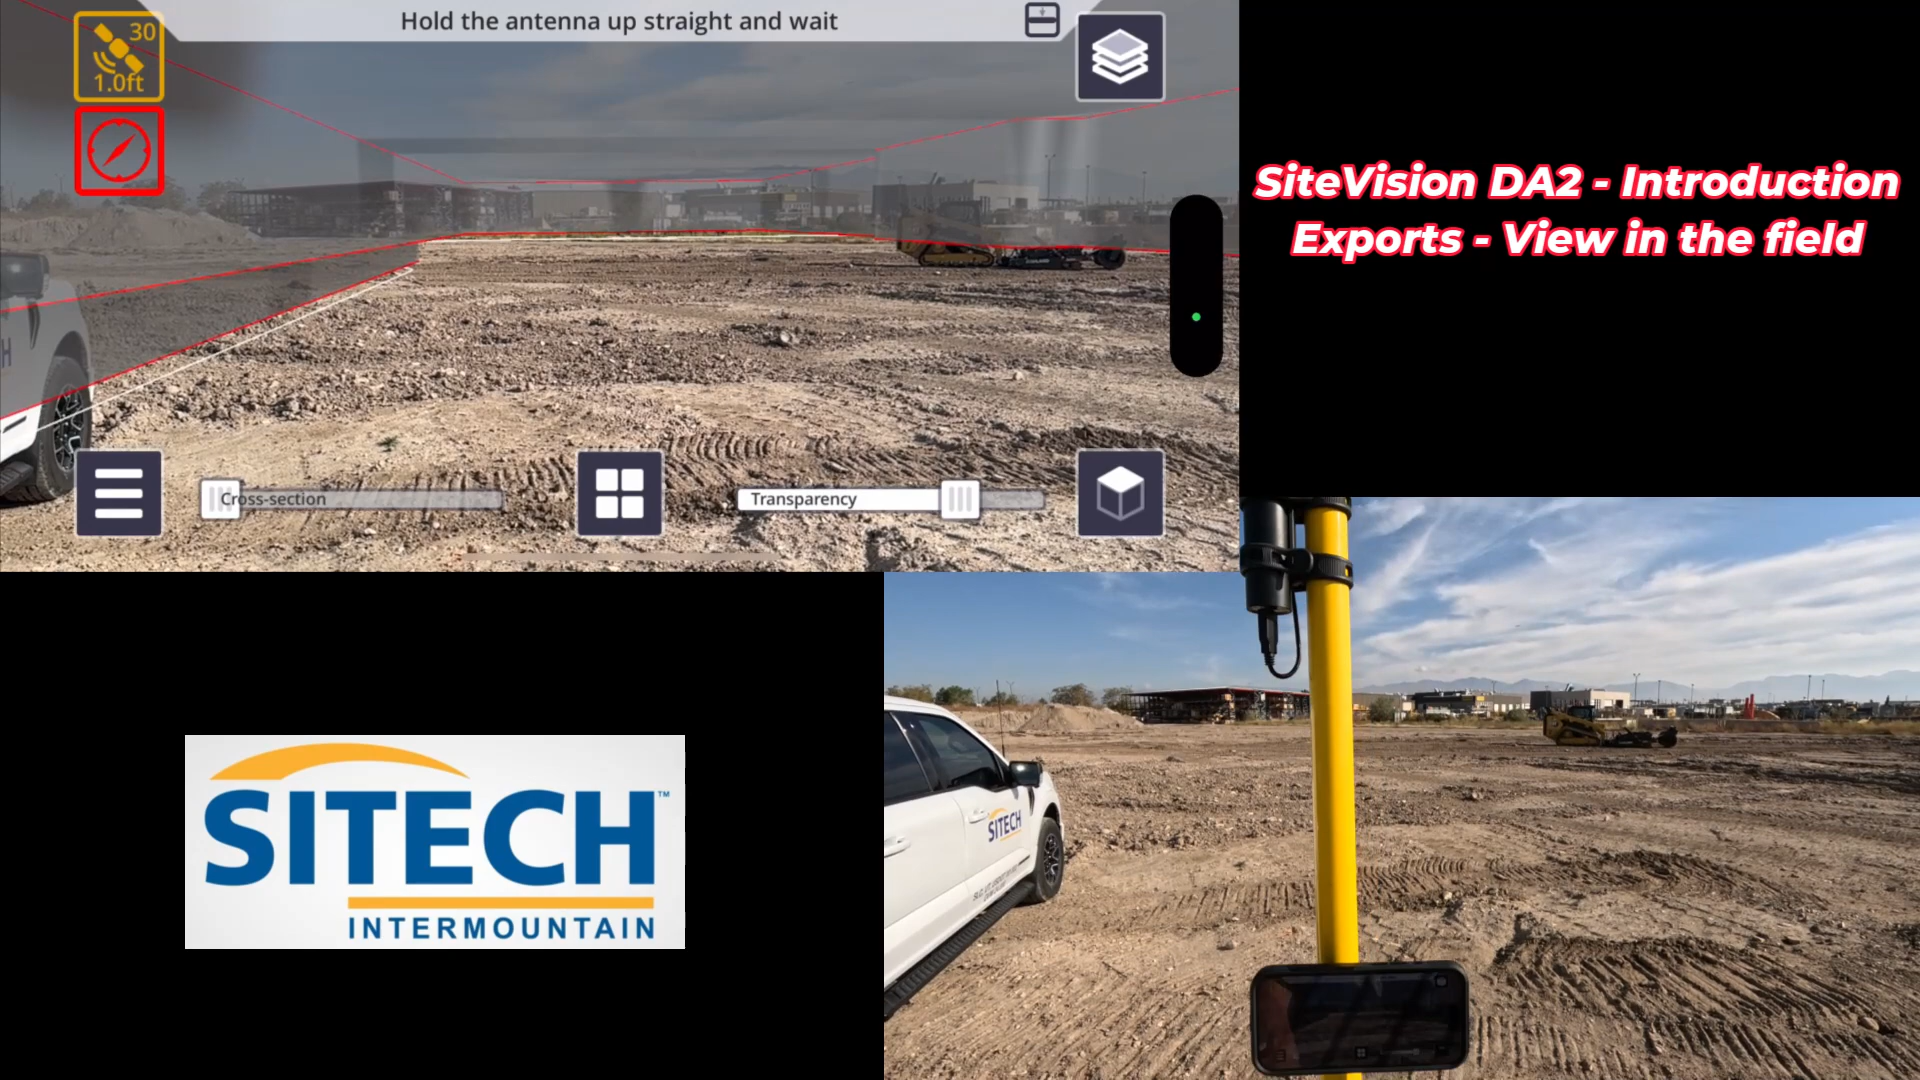 Hold the antenna up straight and wait
30
1.0ft
H
Cross-section
Transparency
SiteVision DA2 - Introduction
Exports - View in the field
SITECH™
INTERMOUNTAIN
SITECH